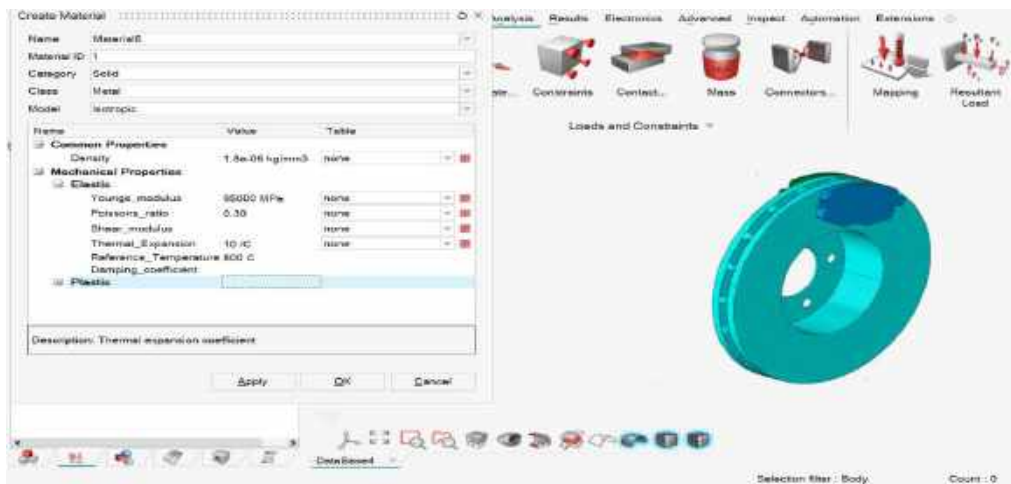 Create Material
Analysis Results Electronics Advanced Inspect Automation Extensions
Name Material6
Material ID 1
Category Solid
Class Metal
Model Isotropic
Constraints Contact... Mass Connectors... Mapping Resultant Load
Loads and Constraints
Name Value Table
Common Properties
Density 1.8e-06 kg/mm3 none
Mechanical Properties
Elastic
Youngs_modulus 95000 MPa none
Poissons_ratio 0.30 none
Shear_modulus none
Thermal_Expansion 10 /C none
Reference_Temperature 800 C
Damping_coefficient
Plastic
Description: Thermal expansion coefficient
Apply OK Cancel
Data Based4
Selection filter : Body Count : 0